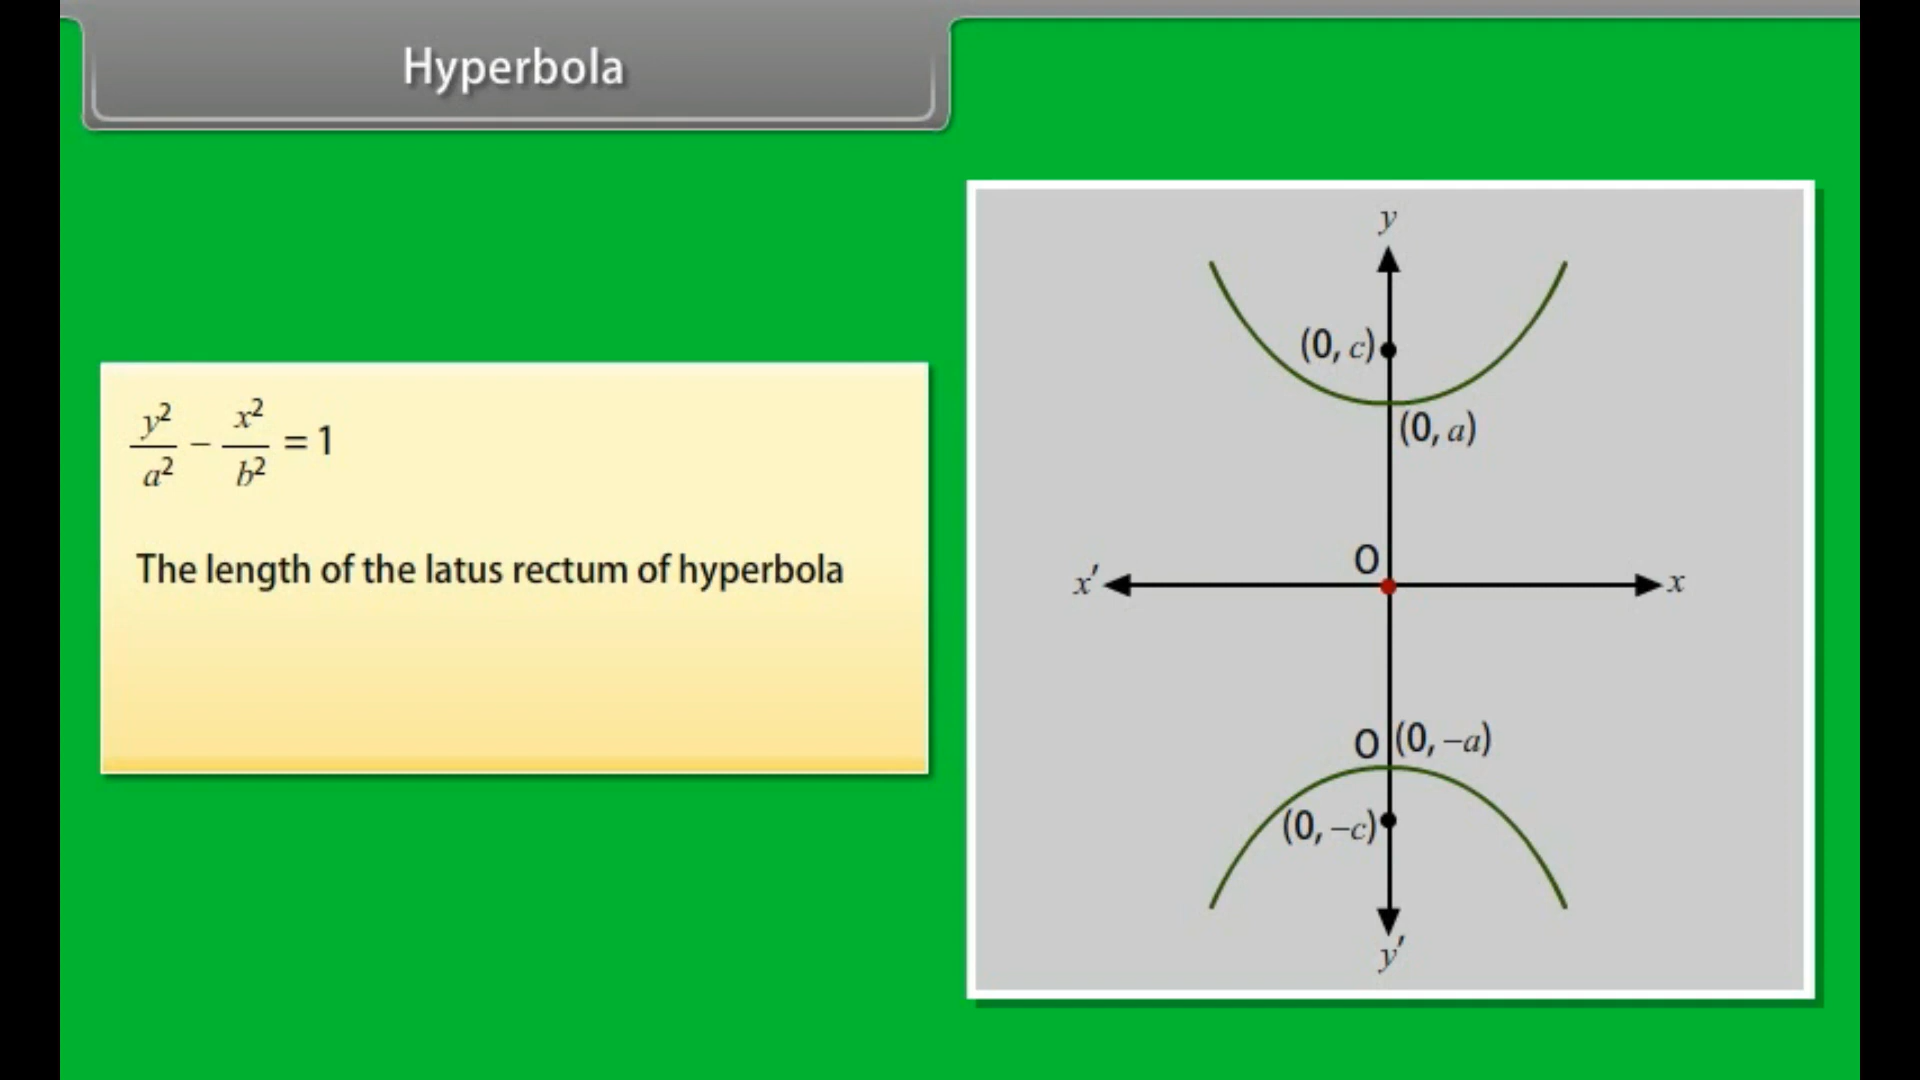 Hyperbola
y
(0, c)
(0, a)
y²/a² − x²/b² = 1
The length of the latus rectum of hyperbola
O
x′ x
O (0, −a)
(0, −c)
y′